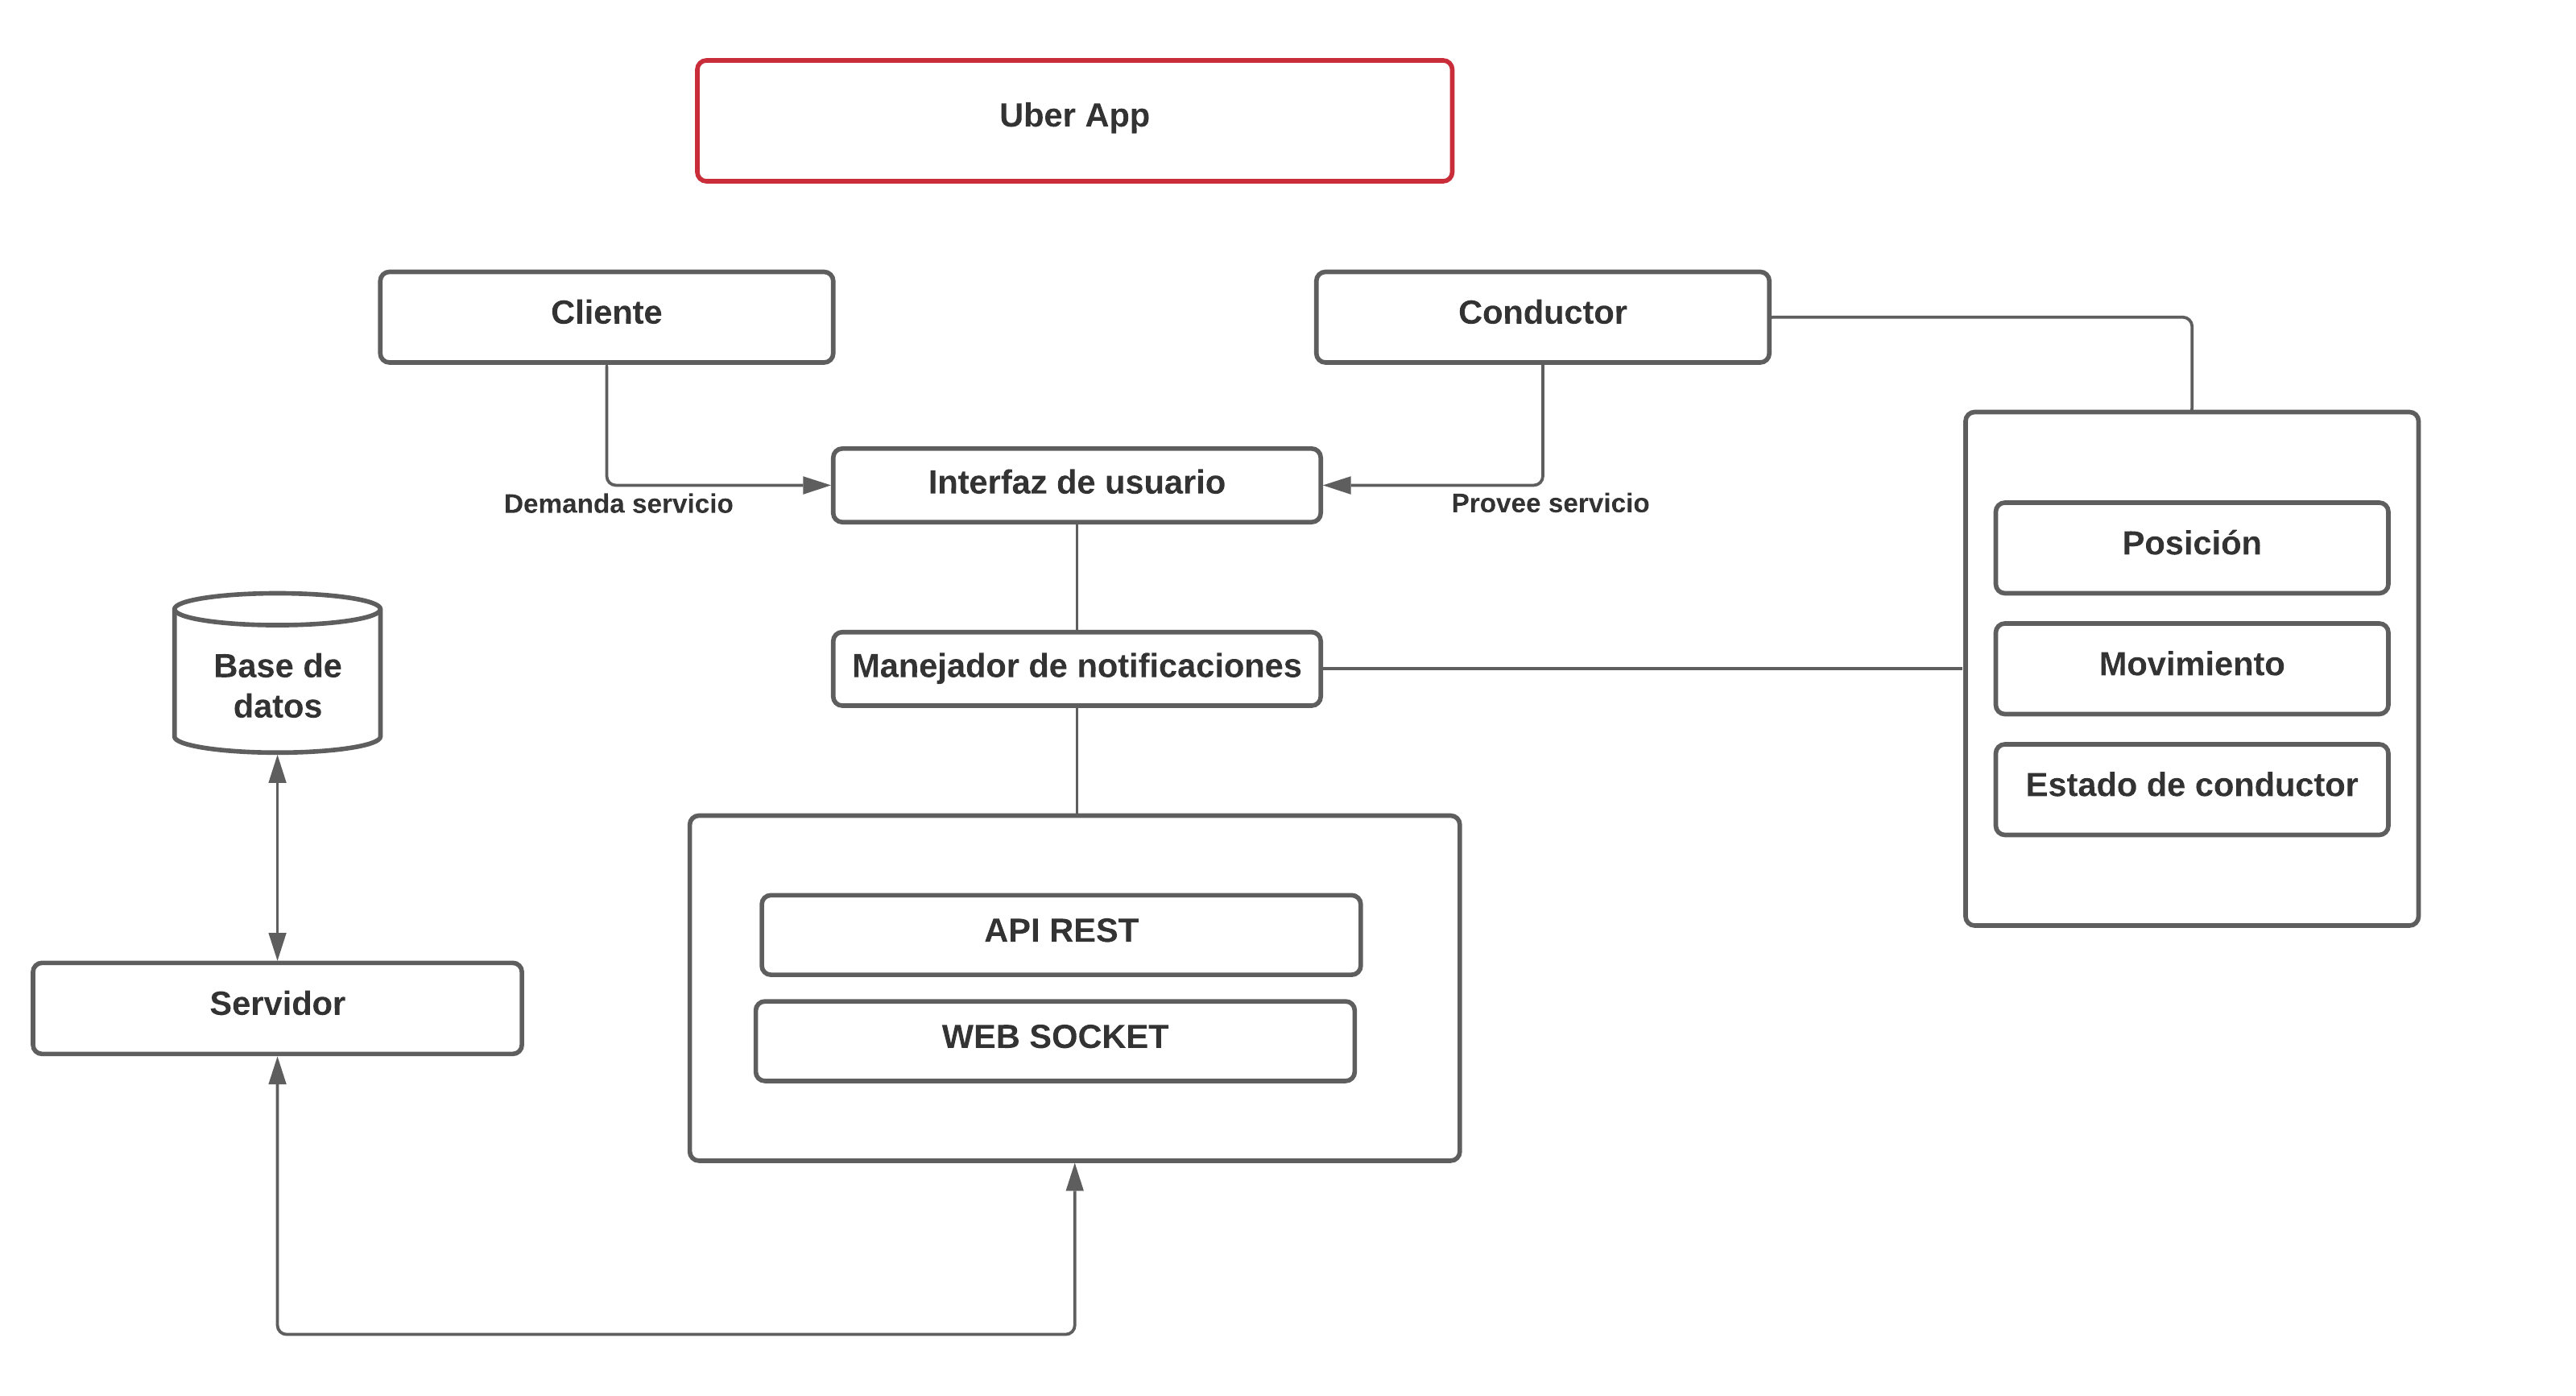 Uber App
Cliente
Conductor
Interfaz de usuario
Demanda servicio
Provee servicio
Posición
Base de
datos
Manejador de notificaciones
Movimiento
Estado de conductor
API REST
Servidor
WEB SOCKET